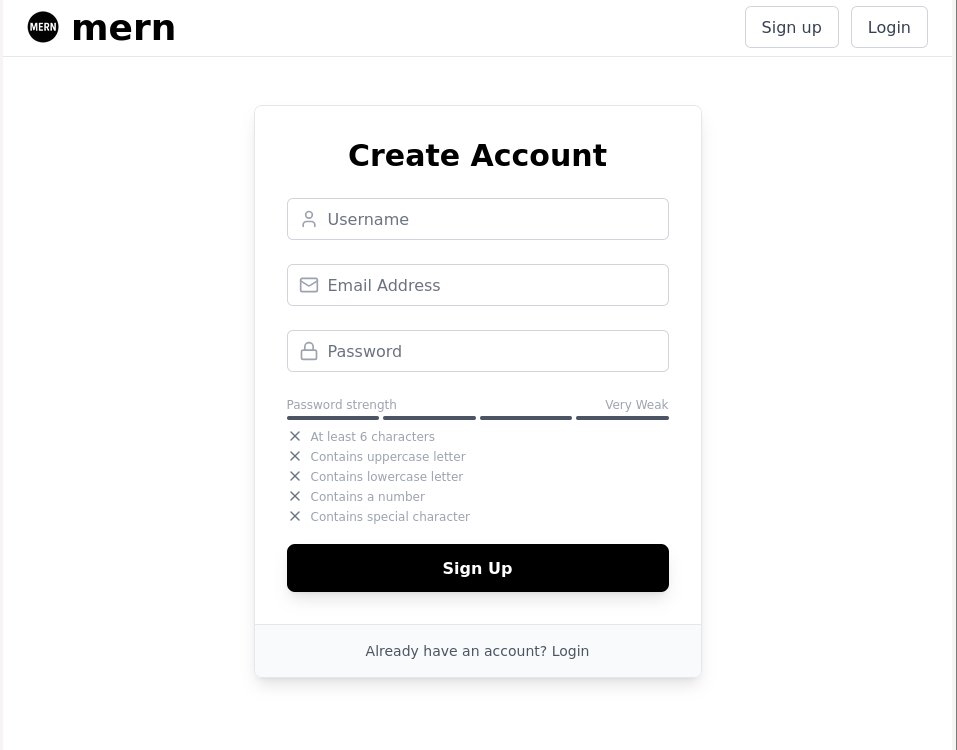 MERN mern Sign up Login
Create Account
Username
Email Address
Password
Password strength Very Weak
At least 6 characters
Contains uppercase letter
Contains lowercase letter
Contains a number
Contains special character
Sign Up
Already have an account? Login